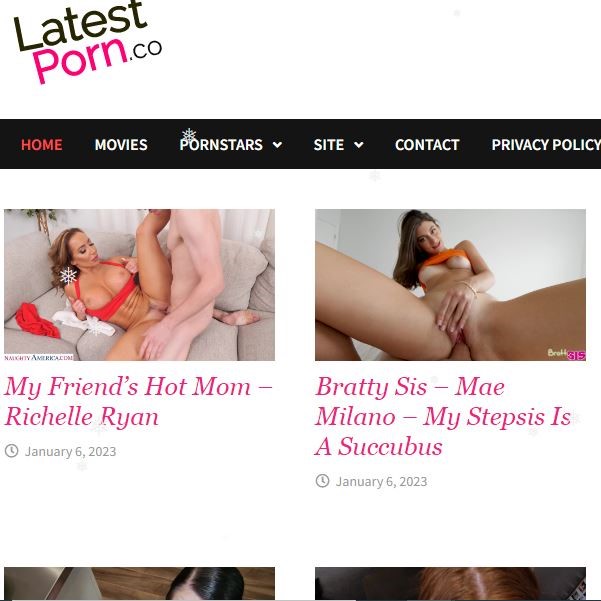 Latest
Porn.co
HOME MOVIES PORNSTARS SITE CONTACT PRIVACY POLICY
NAUGHTY AMERICA.COM
Bratty SIS
My Friend's Hot Mom –
Richelle Ryan
January 6, 2023
Bratty Sis – Mae
Milano – My Stepsis Is
A Succubus
January 6, 2023